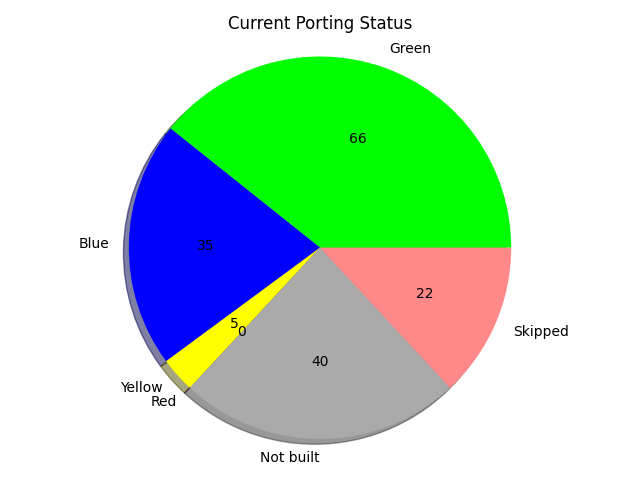 Current Porting Status
Green
66
Blue
35
5
0
22
Skipped
40
Yellow
Red
Not built